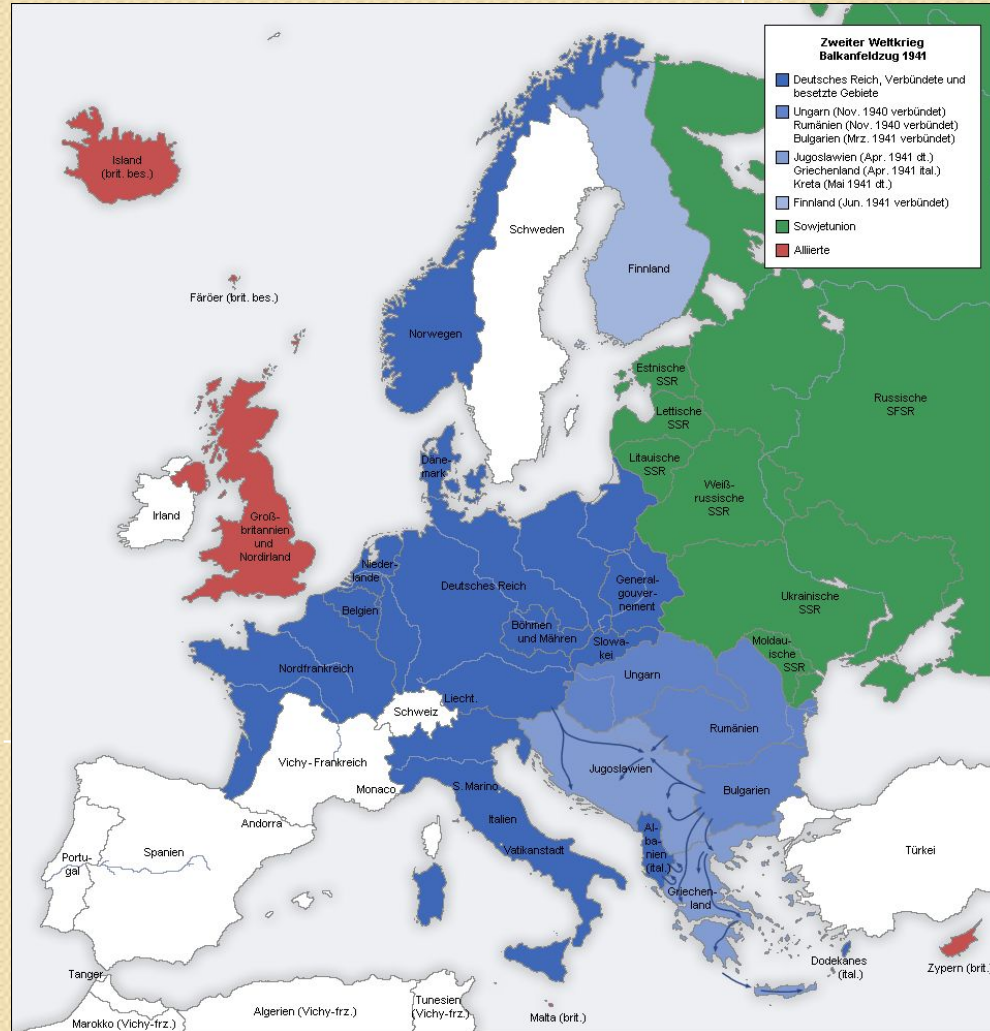 Zweiter Weltkrieg
Balkanfeldzug 1941
Deutsches Reich, Verbündete und
besetzte Gebiete
Ungarn (Nov. 1940 verbündet)
Rumänien (Nov. 1940 verbündet)
Bulgarien (Mrz. 1941 verbündet)
Jugoslawien (Apr. 1941 dt.)
Griechenland (Apr. 1941 ital.)
Kreta (Mai 1941 dt.)
Finnland (Jun. 1941 verbündet)
Sowjetunion
Alliierte
Island
(brit. bes.)
Schweden
Finnland
Färöer (brit. bes.)
Norwegen
Estnische
SSR
Russische
SFSR
Lettische
SSR
Litauische
SSR
Däne-
mark
Weiß-
russische
SSR
Irland
Groß-
britannien
und
Nordirland
Nieder-
lande
Deutsches Reich
General-
gouver-
nement
Belgien
Ukrainische
SSR
Böhmen
und Mähren
Slowa-
kei
Moldau-
ische
SSR
Nordfrankreich
Ungarn
Liecht.
Schweiz
Rumänien
Vichy-Frankreich
Jugoslawien
S. Marino
Monaco
Bulgarien
Italien
Andorra
Al-
ba-
nien
(ital.)
Vatikanstadt
Spanien
Portu-
gal
Türkei
Griechen-
land
Dodekanes
(ital.)
Zypern (brit.)
Tanger
Algerien (Vichy-frz.)
Tunesien
(Vichy-frz.)
Malta (brit.)
Marokko (Vichy-frz.)